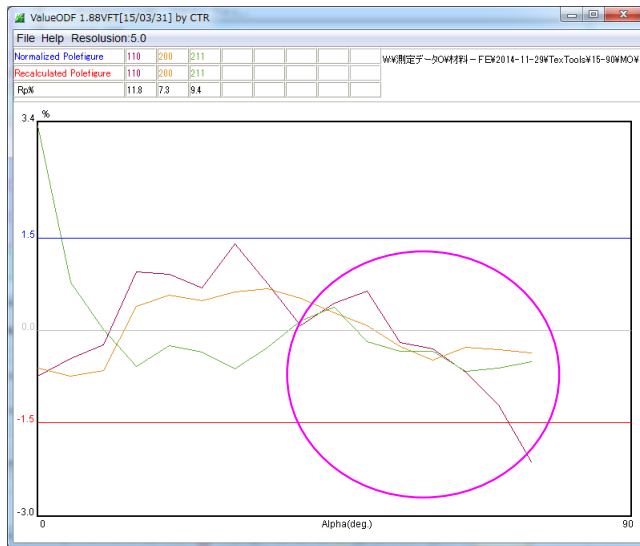 ValueODF 1.88VFT[15/03/31] by CTR
File Help Resolusion:5.0
Normalized Polefigure 110 200 211
Recalculated Polefigure 110 200 211
Rp% 11.8 7.3 9.4
W:¥測定データO¥材料-FE¥2014-11-29¥TexTools¥15-90¥MO¥
3.4
%
1.5
0.0
-1.5
-3.0
0 Alpha(deg.) 90